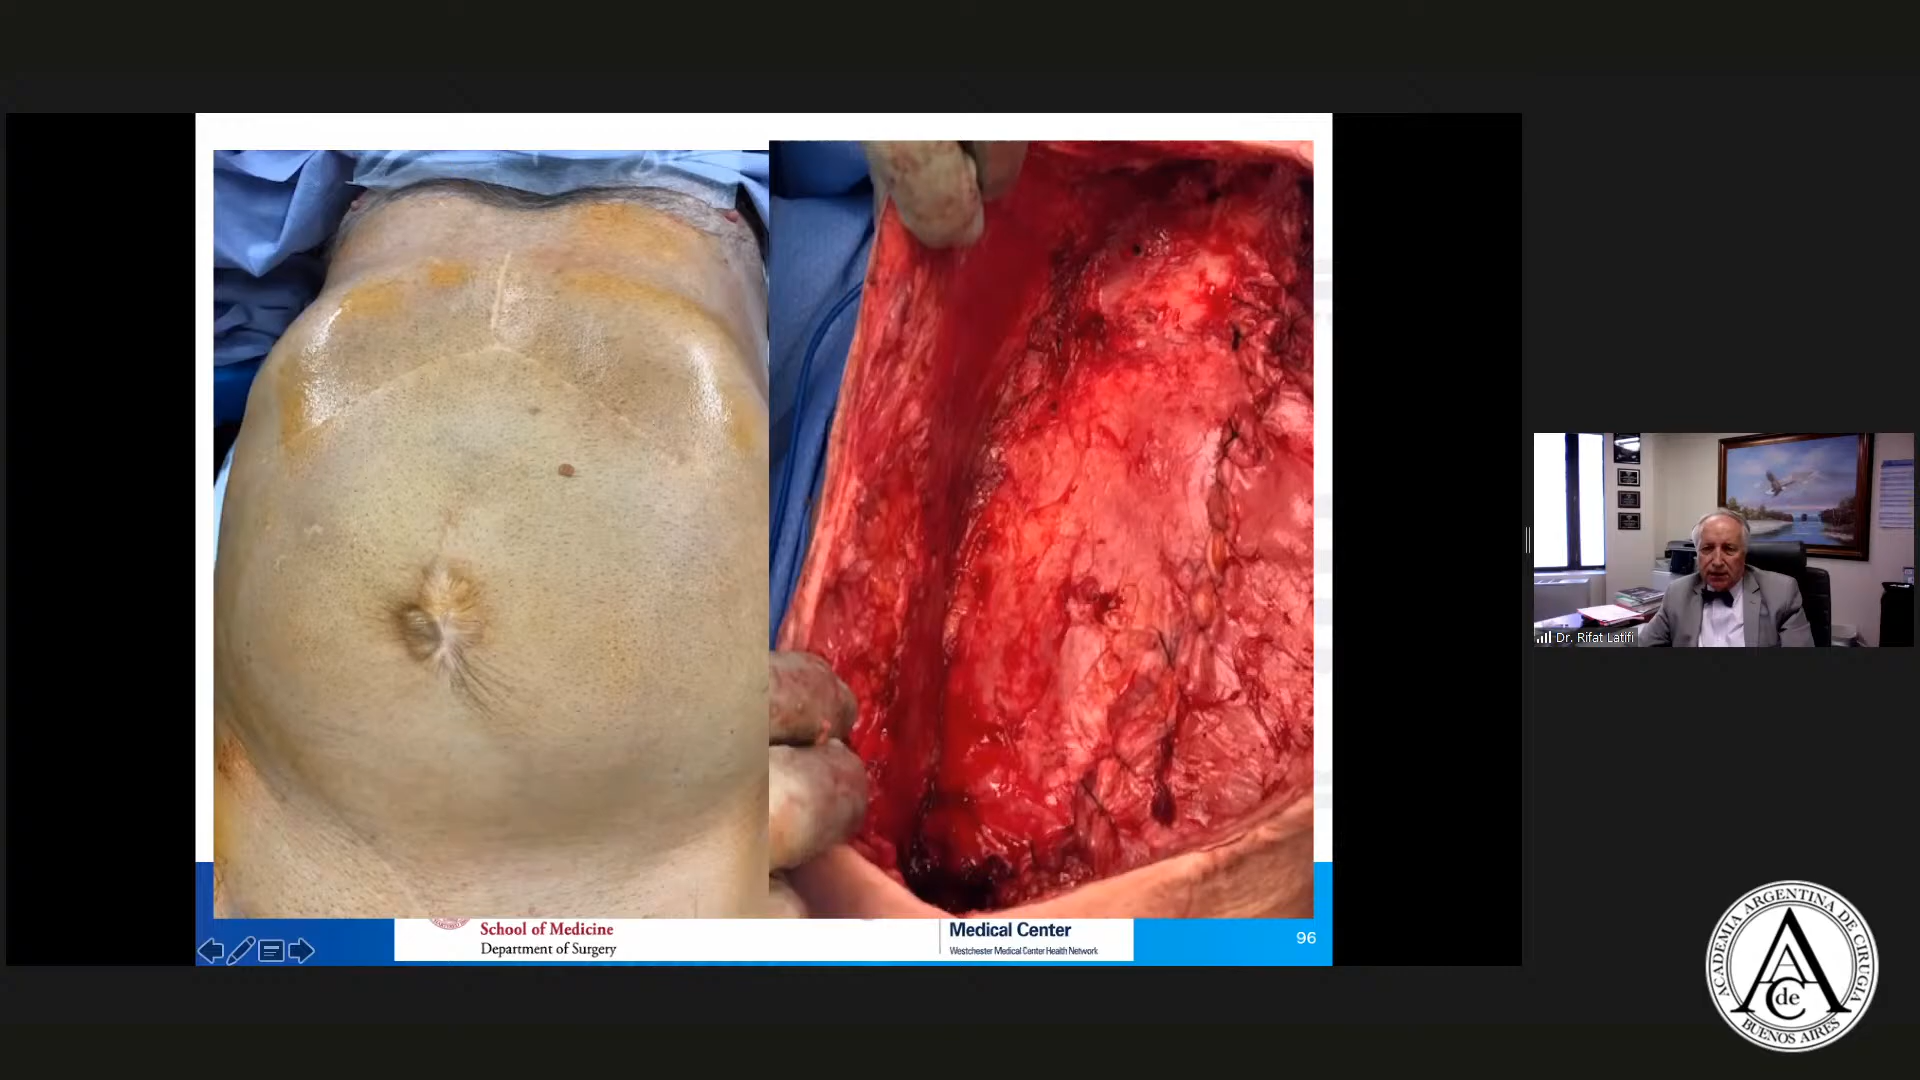 School of Medicine
Department of Surgery
Medical Center
Westchester Medical Center Health Network
96
Dr. Rifat Latifi
ACADEMIA ARGENTINA DE CIRUGIA
A A C de
BUENOS AIRES